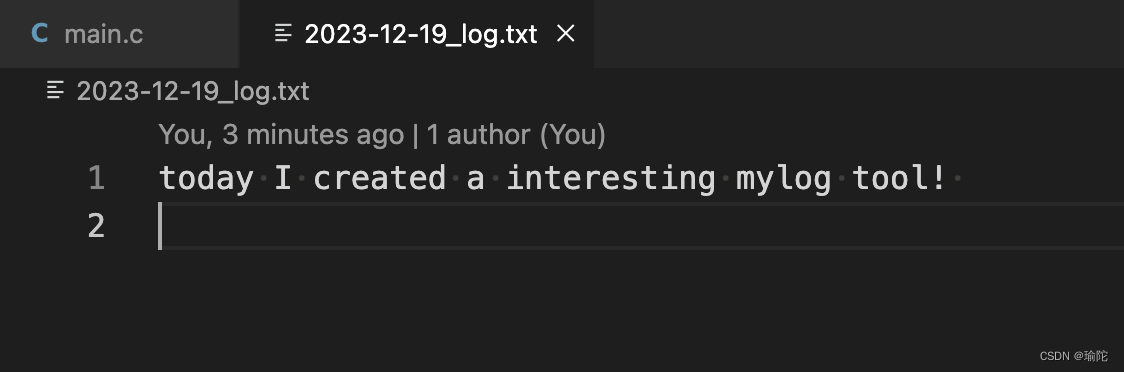 main.c
2023-12-19_log.txt
2023-12-19_log.txt
You, 3 minutes ago | 1 author (You)
1 today I created a interesting mylog tool!
2
CSDN @瑜陀